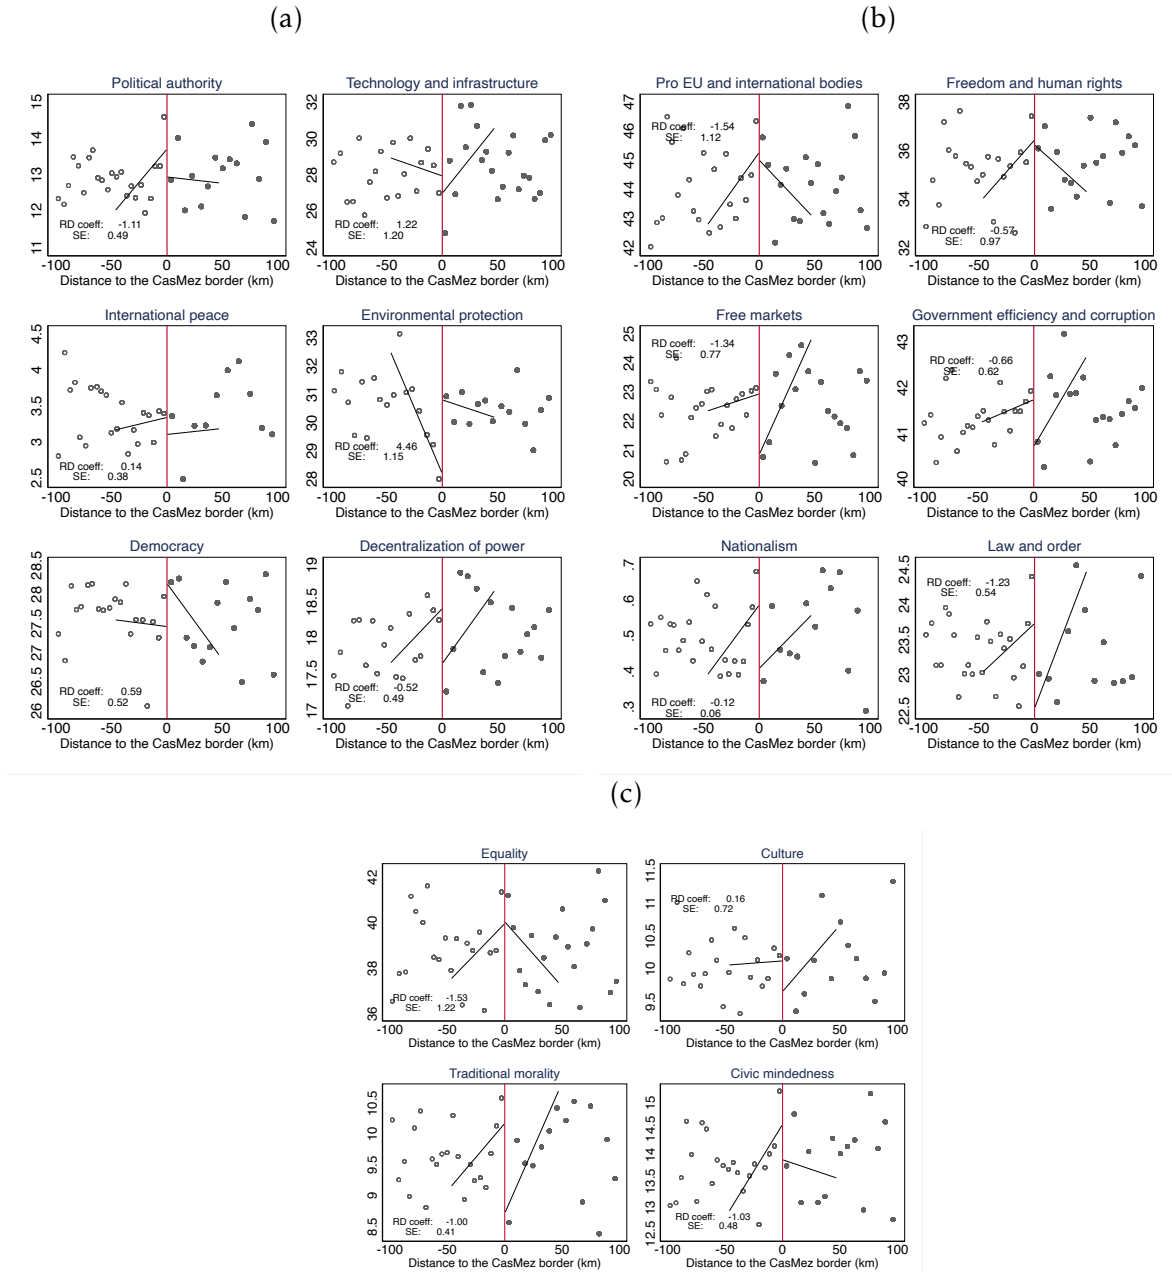 (a)
(b)
Political authority
11 12 13 14 15
RD coeff: -1.11
SE: 0.49
-100 -50 0 50 100
Distance to the CasMez border (km)
Technology and infrastructure
24 26 28 30 32
RD coeff: 1.22
SE: 1.20
-100 -50 0 50 100
Distance to the CasMez border (km)
Pro EU and international bodies
42 43 44 45 46 47
RD coeff: -1.54
SE: 1.12
-100 -50 0 50 100
Distance to the CasMez border (km)
Freedom and human rights
32 34 36 38
RD coeff: -0.57
SE: 0.97
-100 -50 0 50 100
Distance to the CasMez border (km)
International peace
2.5 3 3.5 4 4.5
RD coeff: 0.14
SE: 0.38
-100 -50 0 50 100
Distance to the CasMez border (km)
Environmental protection
28 29 30 31 32 33
RD coeff: 4.46
SE: 1.15
-100 -50 0 50 100
Distance to the CasMez border (km)
Free markets
20 21 22 23 24 25
RD coeff: -1.34
SE: 0.77
-100 -50 0 50 100
Distance to the CasMez border (km)
Government efficiency and corruption
40 41 42 43
RD coeff: -0.66
SE: 0.62
-100 -50 0 50 100
Distance to the CasMez border (km)
Democracy
26 26.5 27 27.5 28 28.5
RD coeff: 0.59
SE: 0.52
-100 -50 0 50 100
Distance to the CasMez border (km)
Decentralization of power
17 17.5 18 18.5 19
RD coeff: -0.52
SE: 0.49
-100 -50 0 50 100
Distance to the CasMez border (km)
Nationalism
.3 .4 .5 .6 .7
RD coeff: -0.12
SE: 0.06
-100 -50 0 50 100
Distance to the CasMez border (km)
Law and order
22.5 23 23.5 24 24.5
RD coeff: -1.23
SE: 0.54
-100 -50 0 50 100
Distance to the CasMez border (km)
(c)
Equality
36 38 40 42
RD coeff: -1.53
SE: 1.22
-100 -50 0 50 100
Distance to the CasMez border (km)
Culture
9.5 10 10.5 11 11.5
RD coeff: 0.16
SE: 0.72
-100 -50 0 50 100
Distance to the CasMez border (km)
Traditional morality
8.5 9 9.5 10 10.5
RD coeff: -1.00
SE: 0.41
-100 -50 0 50 100
Distance to the CasMez border (km)
Civic mindedness
12.5 13 13.5 14 14.5 15
RD coeff: -1.03
SE: 0.48
-100 -50 0 50 100
Distance to the CasMez border (km)